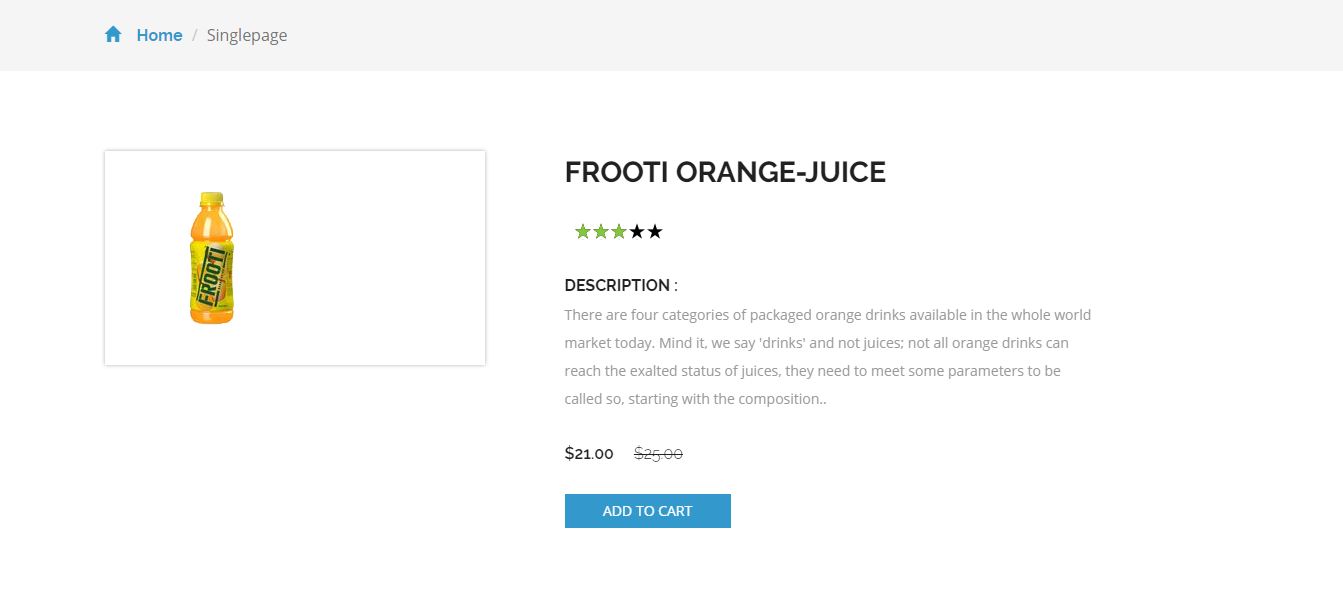 Home / Singlepage
FROOTI ORANGE-JUICE
DESCRIPTION :
There are four categories of packaged orange drinks available in the whole world
market today. Mind it, we say 'drinks' and not juices; not all orange drinks can
reach the exalted status of juices, they need to meet some parameters to be
called so, starting with the composition..
$21.00 $25.00
ADD TO CART
FROOTI